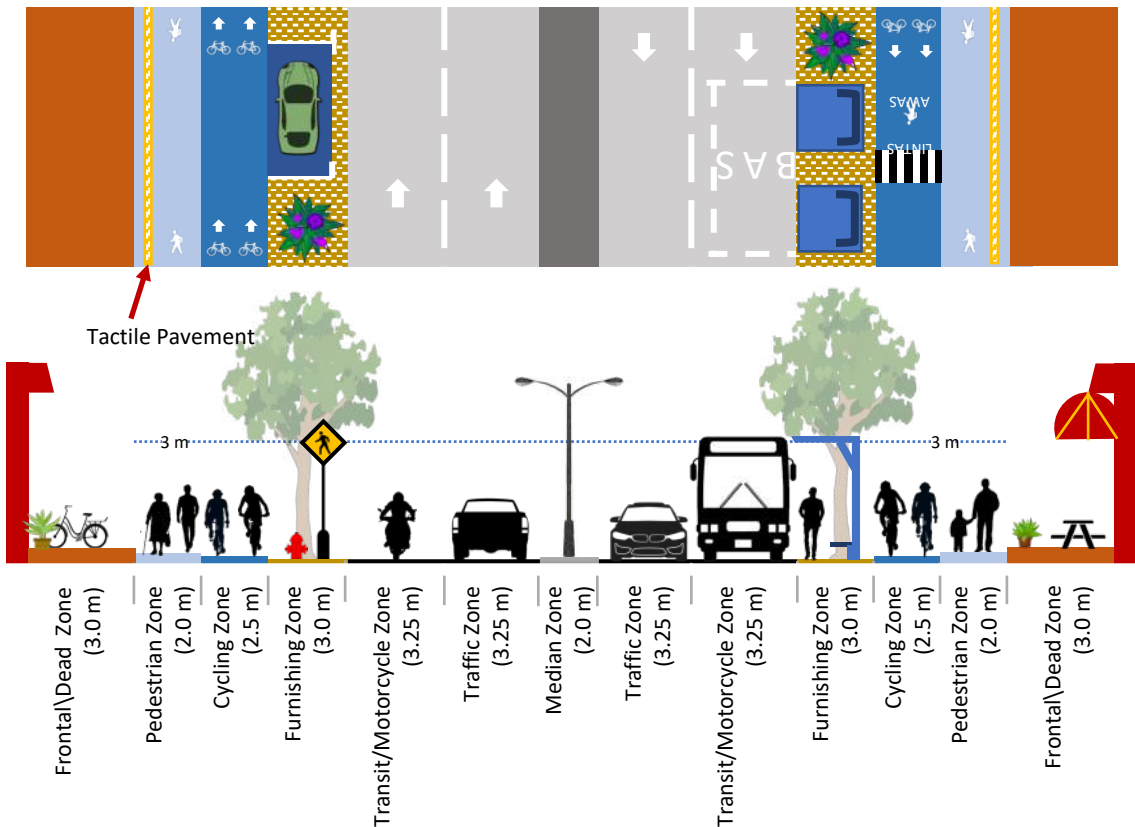 AWAS
LINTAS
BAS
Tactile Pavement
3 m
3 m
Frontal\Dead Zone
(3.0 m)
Pedestrian Zone
(2.0 m)
Cycling Zone
(2.5 m)
Furnishing Zone
(3.0 m)
Transit/Motorcycle Zone
(3.25 m)
Traffic Zone
(3.25 m)
Median Zone
(2.0 m)
Traffic Zone
(3.25 m)
Transit/Motorcycle Zone
(3.25 m)
Furnishing Zone
(3.0 m)
Cycling Zone
(2.5 m)
Pedestrian Zone
(2.0 m)
Frontal\Dead Zone
(3.0 m)